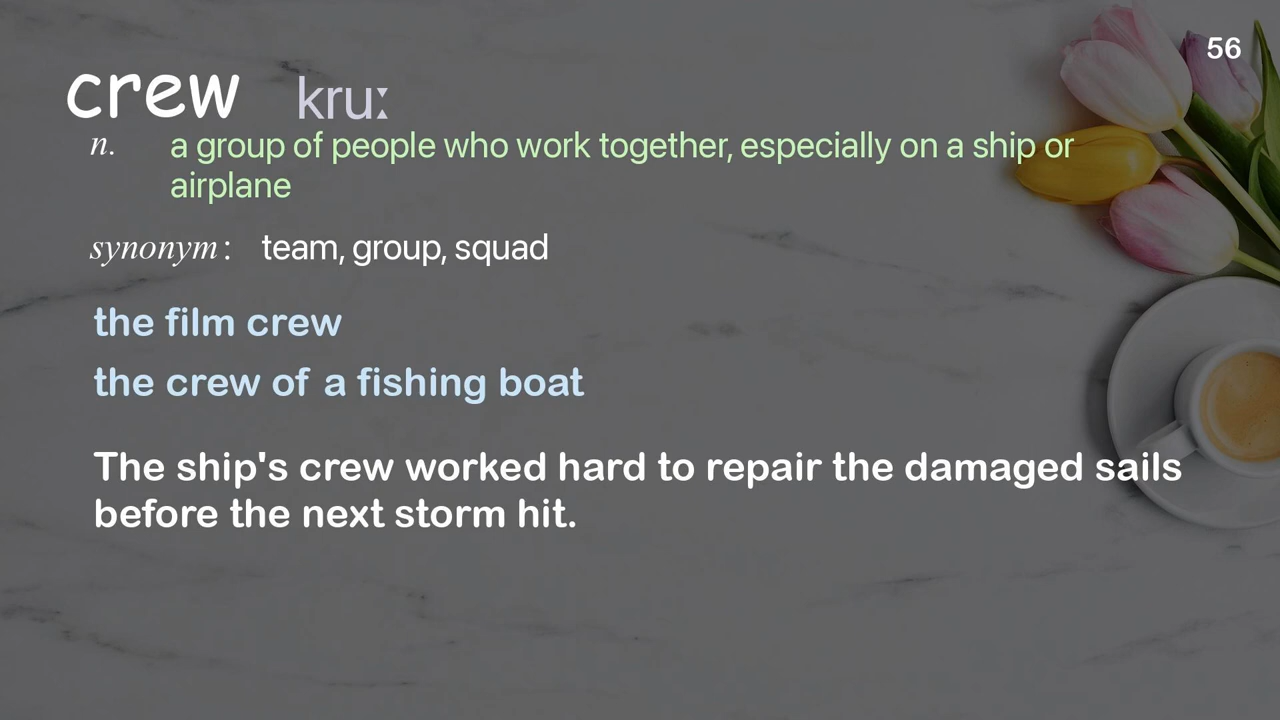 56
crew kruː
n. a group of people who work together, especially on a ship or
airplane
synonym: team, group, squad
the film crew
the crew of a fishing boat
The ship's crew worked hard to repair the damaged sails
before the next storm hit.